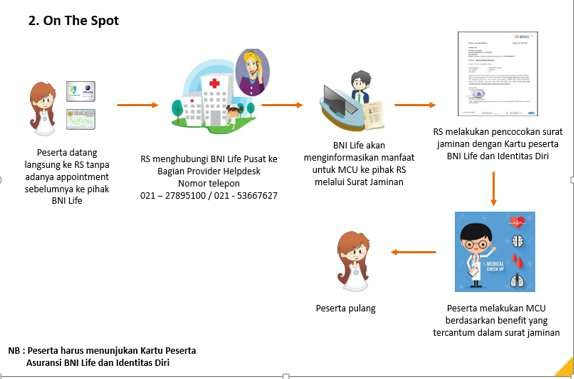 2. On The Spot
Peserta datang
langsung ke RS tanpa
adanya appointment
sebelumnya ke pihak
BNI Life
RS menghubungi BNI Life Pusat ke
Bagian Provider Helpdesk
Nomor telepon
021 – 27895100 / 021 - 53667627
BNI Life akan
menginformasikan manfaat
untuk MCU ke pihak RS
melalui Surat Jaminan
RS melakukan pencocokan surat
jaminan dengan Kartu peserta
BNI Life dan Identitas Diri
MEDICAL
CHECK UP
Peserta melakukan MCU
berdasarkan benefit yang
tercantum dalam surat jaminan
Peserta pulang
NB : Peserta harus menunjukan Kartu Peserta
Asuransi BNI Life dan Identitas Diri